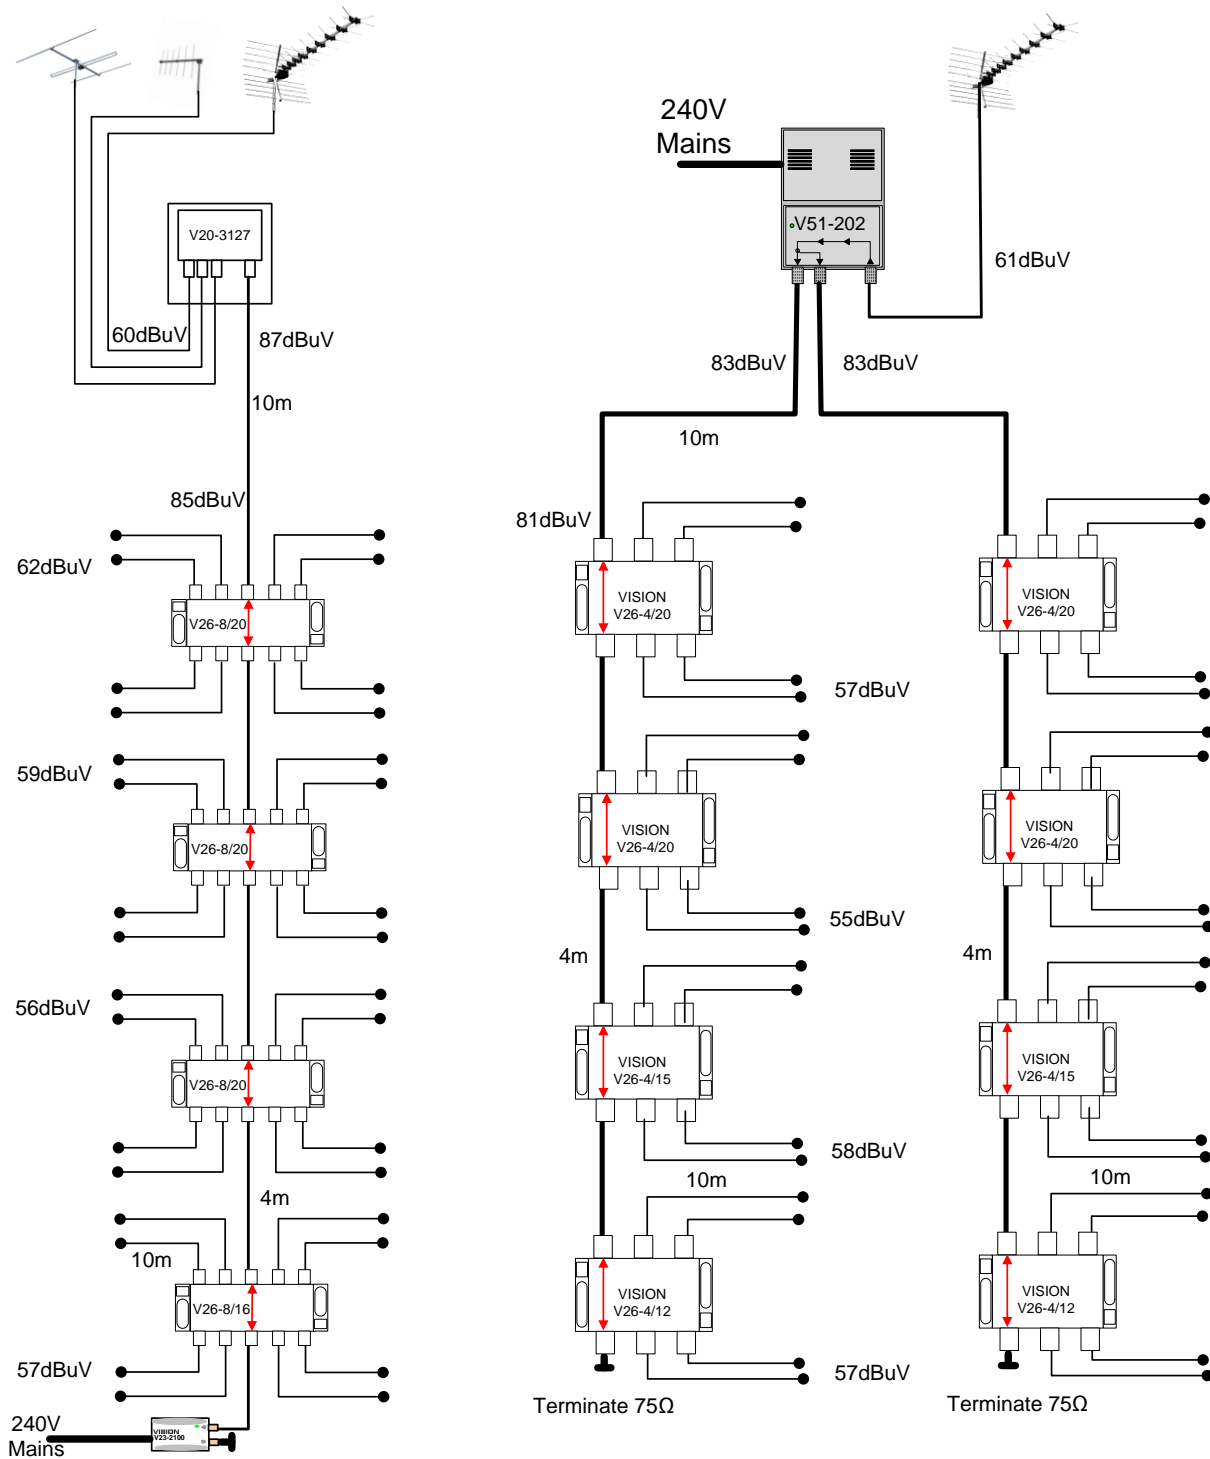 240V
Mains
V20-3127
V51-202
61dBuV
60dBuV
87dBuV
83dBuV
83dBuV
10m
10m
85dBuV
81dBuV
62dBuV
V26-8/20
VISION
V26-4/20
VISION
V26-4/20
57dBuV
59dBuV
V26-8/20
VISION
V26-4/20
VISION
V26-4/20
55dBuV
4m
4m
56dBuV
V26-8/20
VISION
V26-4/15
VISION
V26-4/15
58dBuV
4m
10m
10m
10m
V26-8/16
VISION
V26-4/12
VISION
V26-4/12
57dBuV
57dBuV
Terminate 75Ω
Terminate 75Ω
240V
Mains
VISION
V23-2100